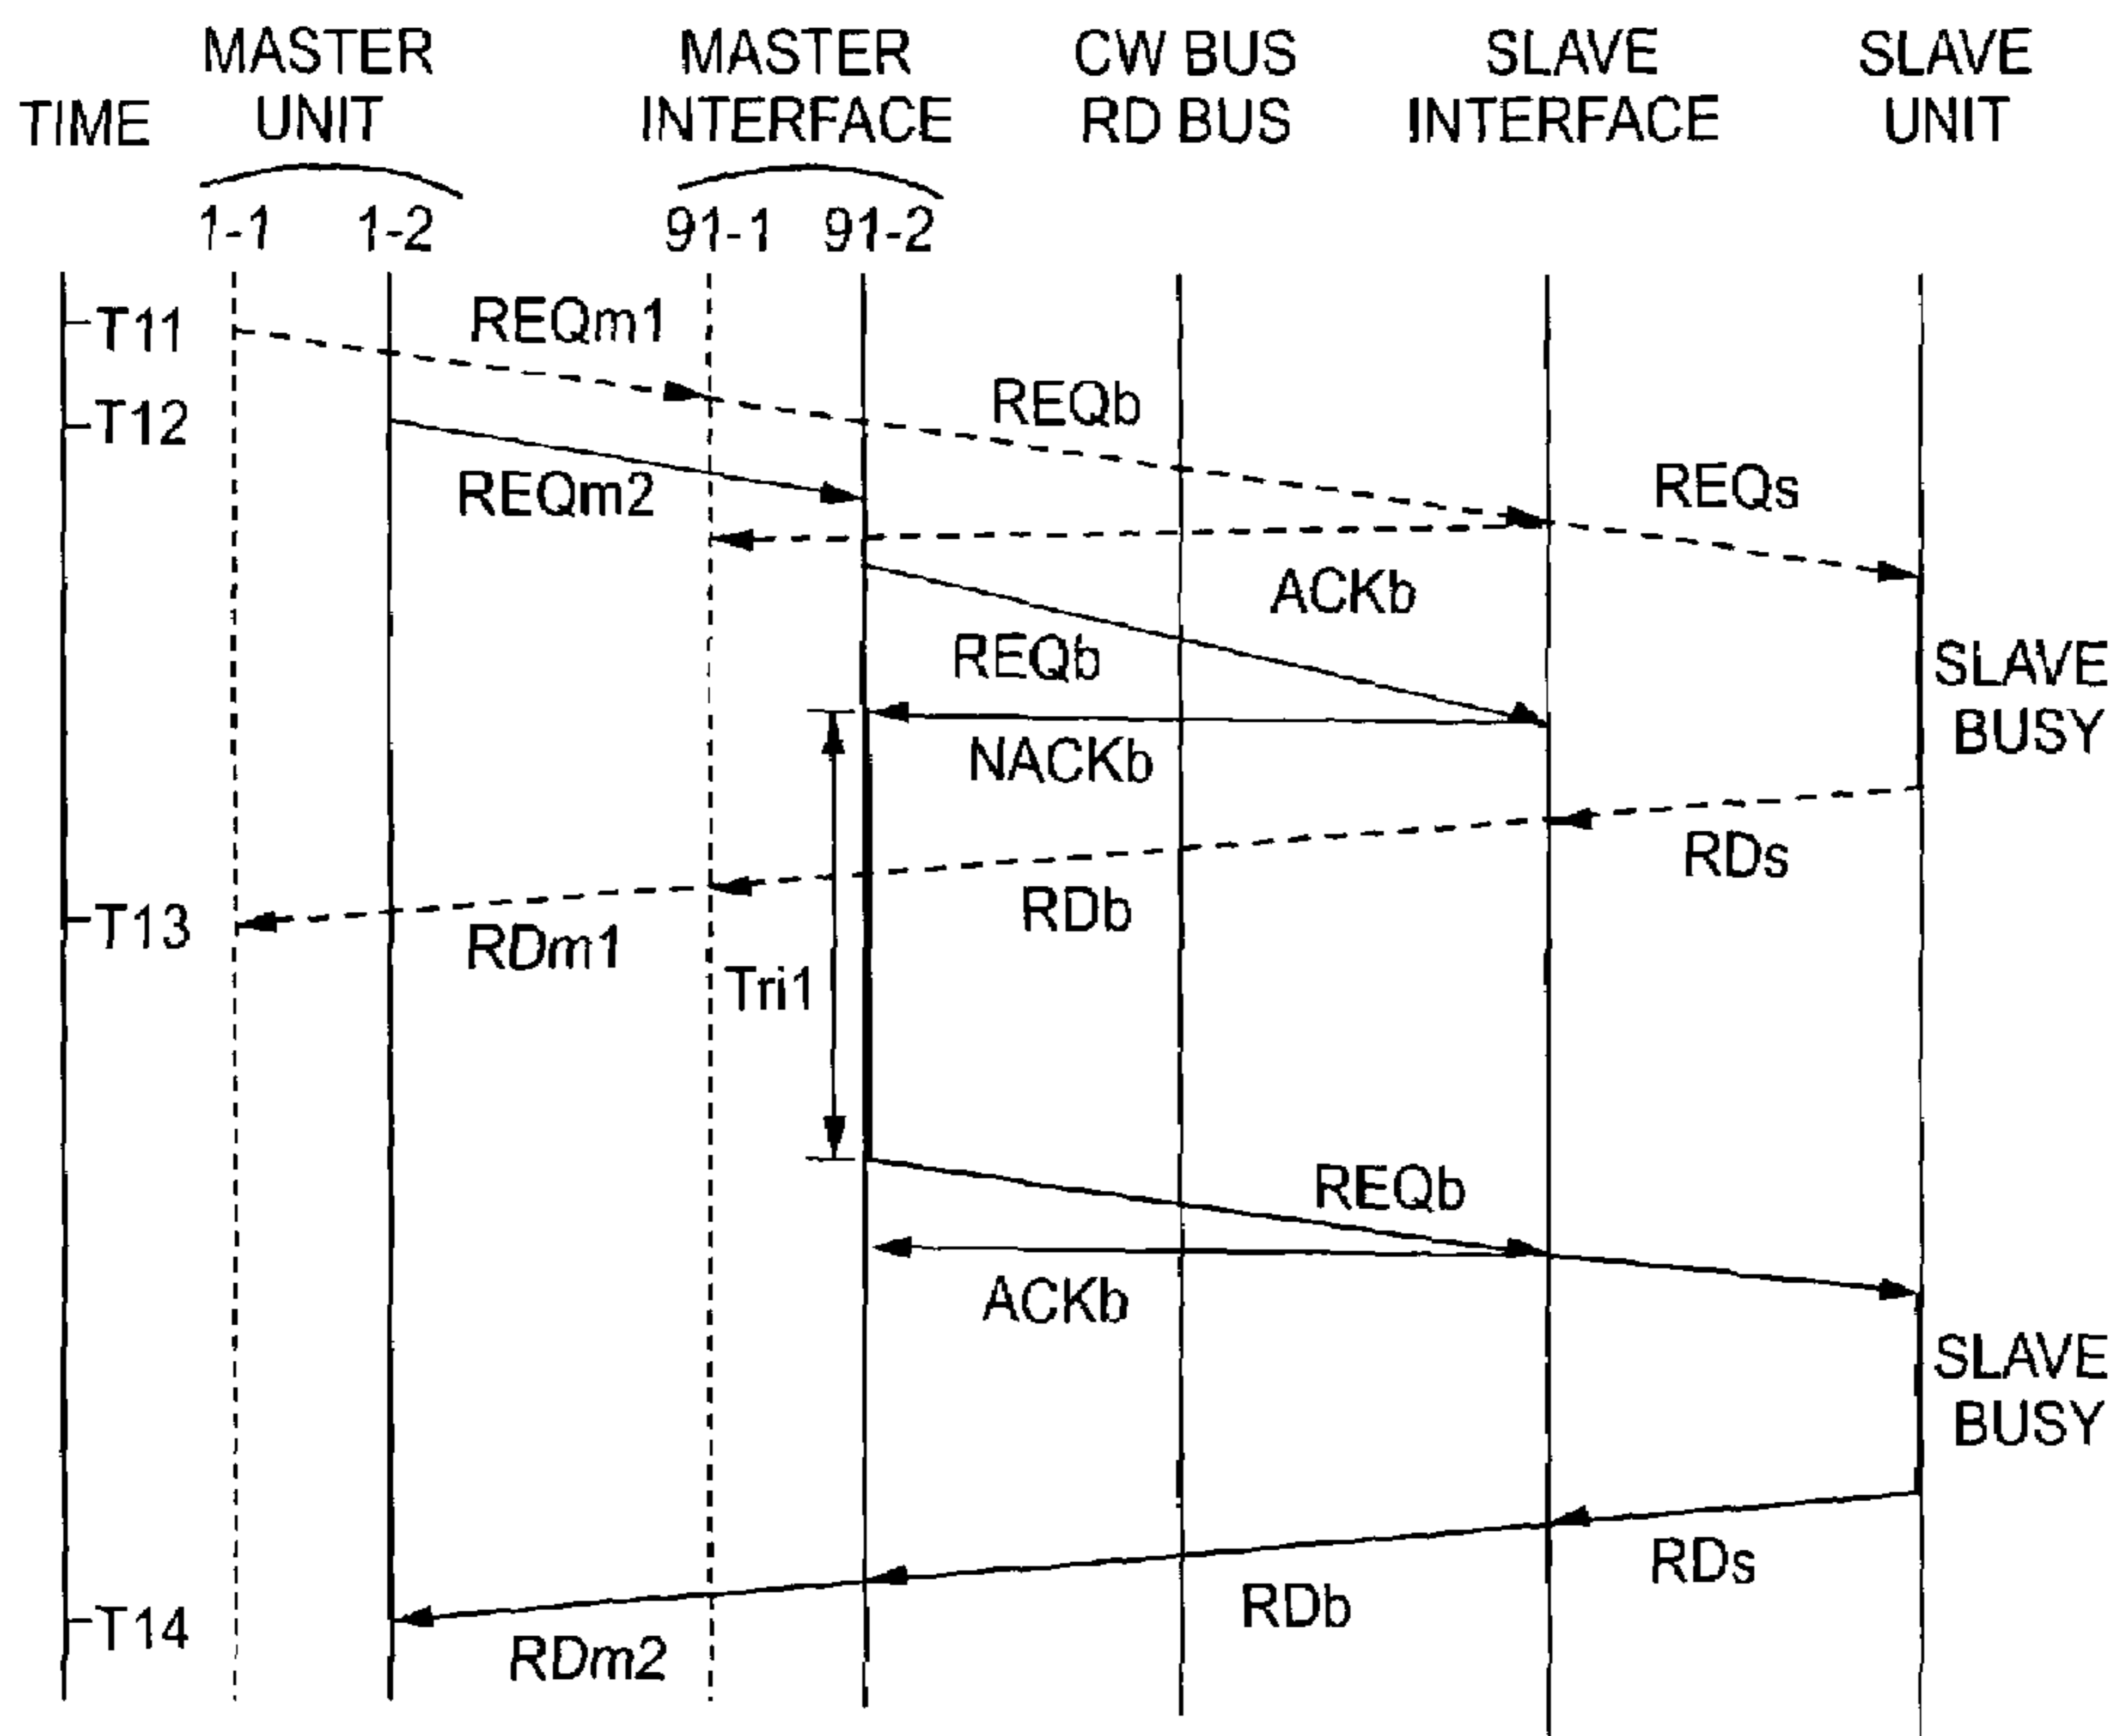 TIME
MASTER
UNIT
MASTER
INTERFACE
CW BUS
RD BUS
SLAVE
INTERFACE
SLAVE
UNIT
1-1 1-2 91-1 91-2
T11
REQm1
T12
REQb
REQm2
REQs
ACKb
REQb
SLAVE
BUSY
NACKb
RDs
RDb
T13
RDm1
Tri1
REQb
ACKb
SLAVE
BUSY
RDs
RDb
T14
RDm2